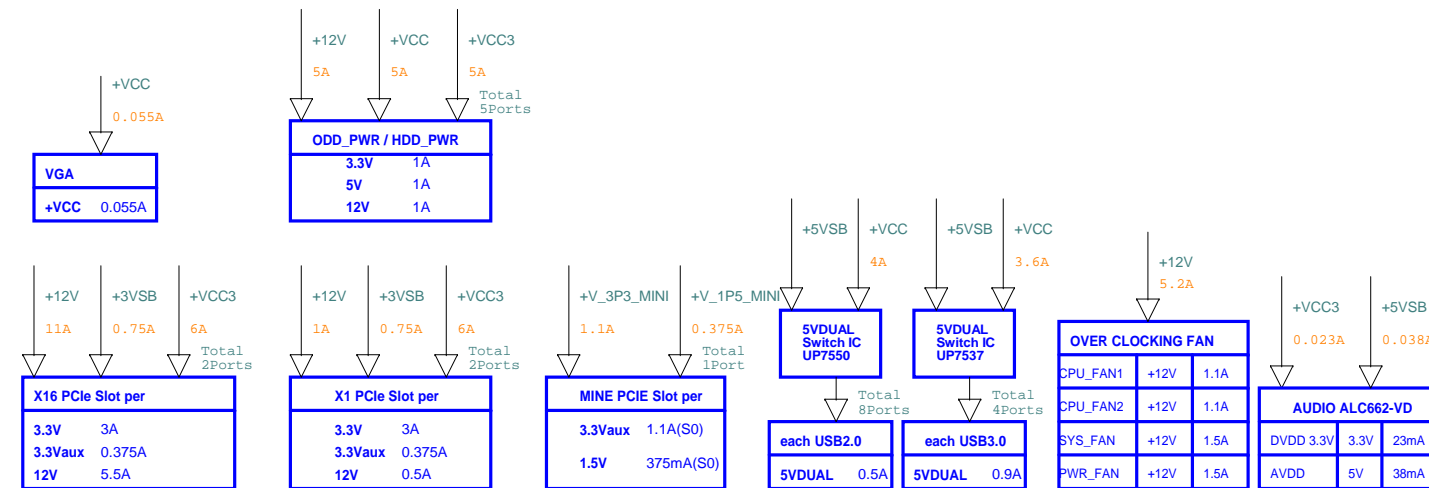 +12V +VCC +VCC3
5A 5A 5A
Total
5Ports
+VCC
0.055A
ODD_PWR / HDD_PWR
3.3V 1A
5V 1A
12V 1A
VGA
+VCC 0.055A
+5VSB +VCC +5VSB +VCC
4A 3.6A
+12V
5.2A
+12V +3VSB +VCC3
11A 0.75A 6A
Total
2Ports
+12V +3VSB +VCC3
1A 0.75A 6A
Total
2Ports
+V_3P3_MINI +V_1P5_MINI
1.1A 0.375A
Total
1Port
5VDUAL
Switch IC
UP7550
5VDUAL
Switch IC
UP7537
+VCC3 +5VSB
0.023A 0.038A
X16 PCIe Slot per
3.3V 3A
3.3Vaux 0.375A
12V 5.5A
X1 PCIe Slot per
3.3V 3A
3.3Vaux 0.375A
12V 0.5A
MINE PCIE Slot per
3.3Vaux 1.1A(S0)
1.5V 375mA(S0)
Total
8Ports
each USB2.0
5VDUAL 0.5A
Total
4Ports
each USB3.0
5VDUAL 0.9A
OVER CLOCKING FAN
CPU_FAN1 +12V 1.1A
CPU_FAN2 +12V 1.1A
SYS_FAN +12V 1.5A
PWR_FAN +12V 1.5A
AUDIO ALC662-VD
DVDD 3.3V 3.3V 23mA
AVDD 5V 38mA